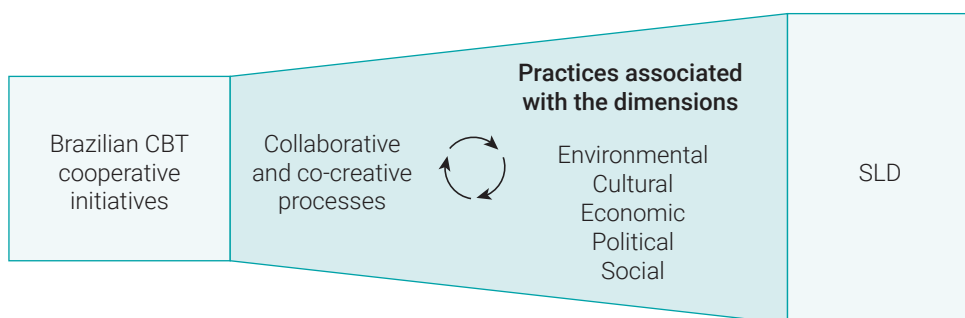 Brazilian CBT
cooperative
initiatives
Collaborative
and co-creative
processes
Practices associated
with the dimensions
Environmental
Cultural
Economic
Political
Social
SLD